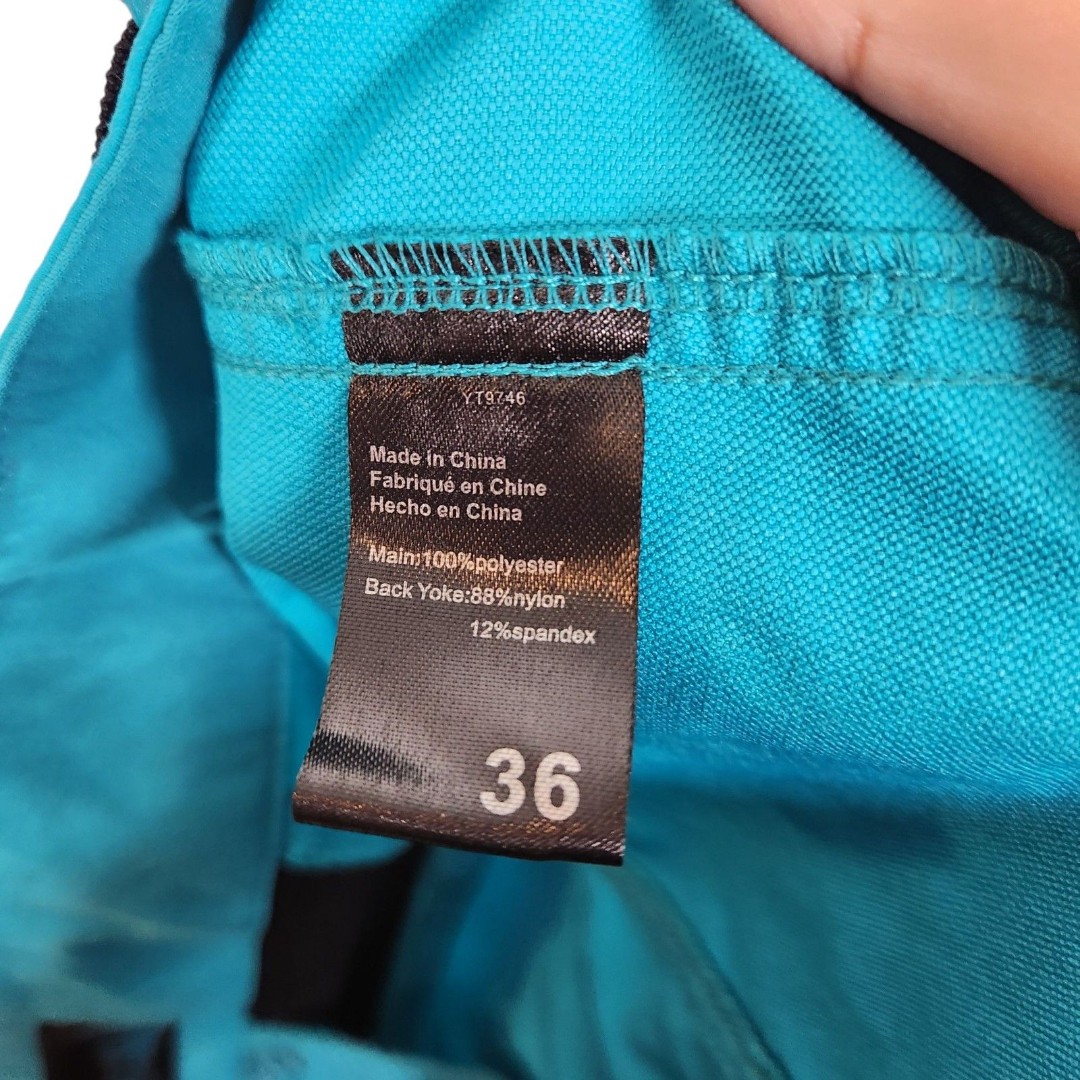 YT9746
Made in China
Fabriqué en Chine
Hecho en China
Main:100%polyester
Back Yoke:88%nylon
12%spandex
36